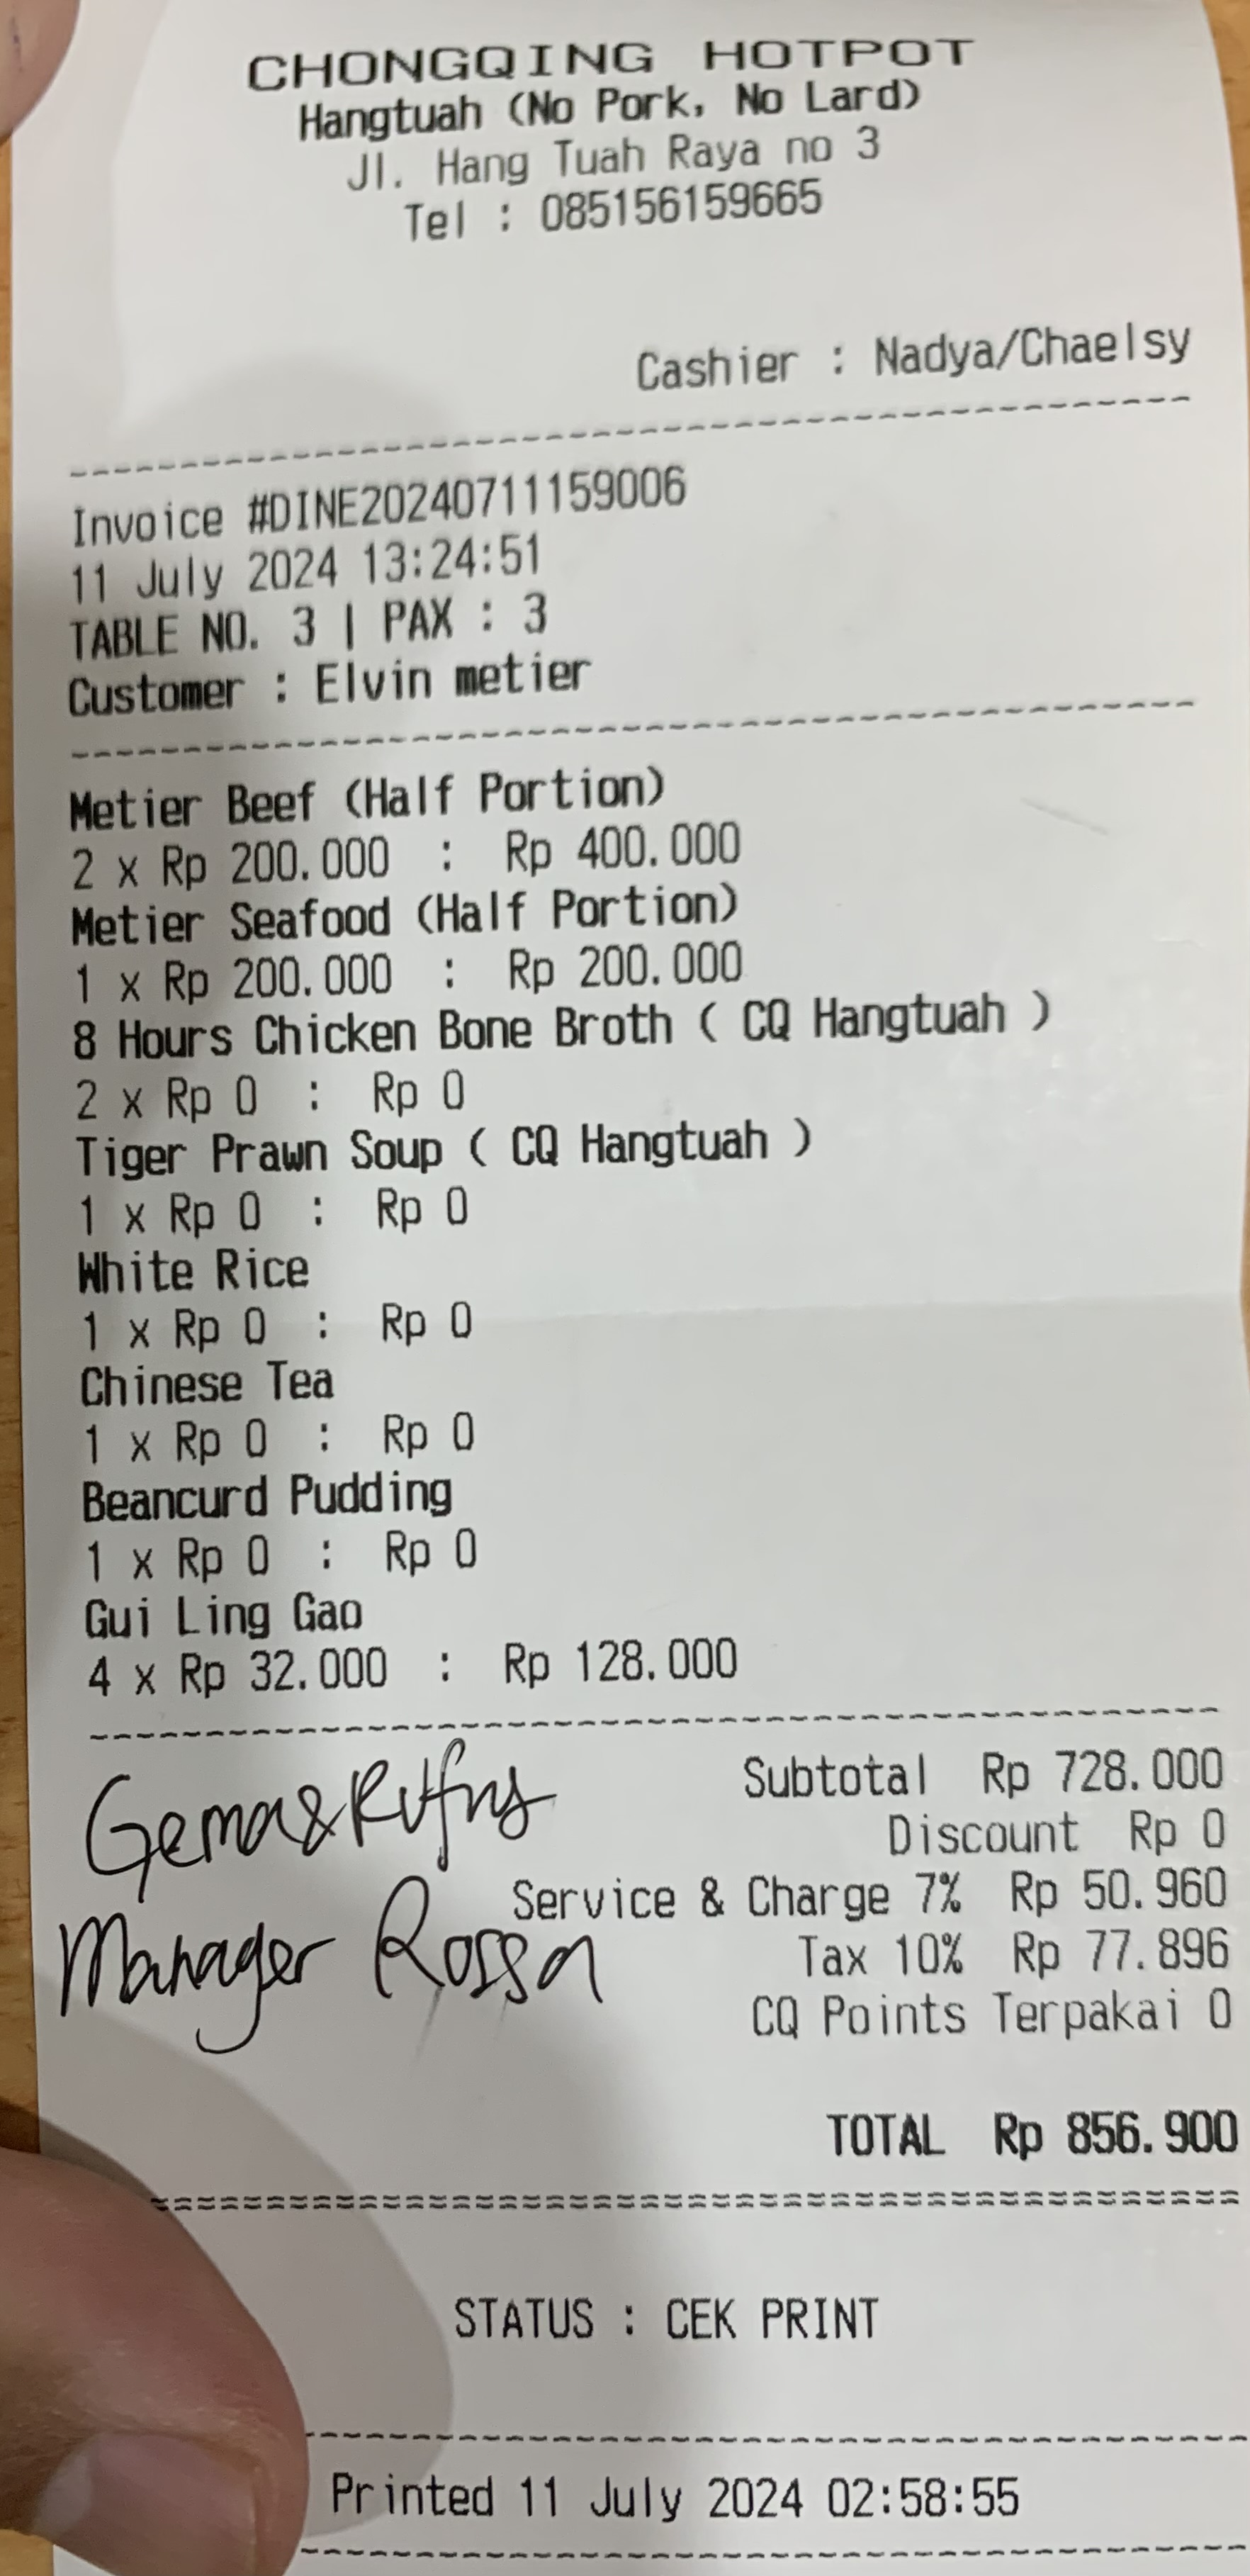 CHONGQING HOTPOT
Hangtuah (No Pork, No Lard)
Jl. Hang Tuah Raya no 3
Tel : 085156159665
Cashier : Nadya/Chaelsy
Invoice #DINE20240711159006
11 July 2024 13:24:51
TABLE NO. 3 | PAX : 3
Customer : Elvin metier
Metier Beef (Half Portion)
2 x Rp 200.000 : Rp 400.000
Metier Seafood (Half Portion)
1 x Rp 200.000 : Rp 200.000
8 Hours Chicken Bone Broth ( CQ Hangtuah )
2 x Rp 0 : Rp 0
Tiger Prawn Soup ( CQ Hangtuah )
1 x Rp 0 : Rp 0
White Rice
1 x Rp 0 : Rp 0
Chinese Tea
1 x Rp 0 : Rp 0
Beancurd Pudding
1 x Rp 0 : Rp 0
Gui Ling Gao
4 x Rp 32.000 : Rp 128.000
Subtotal Rp 728.000
Discount Rp 0
Service & Charge 7% Rp 50.960
Tax 10% Rp 77.896
CQ Points Terpakai 0
Gema & Rufus
Manager Rossa
TOTAL Rp 856.900
STATUS : CEK PRINT
Printed 11 July 2024 02:58:55